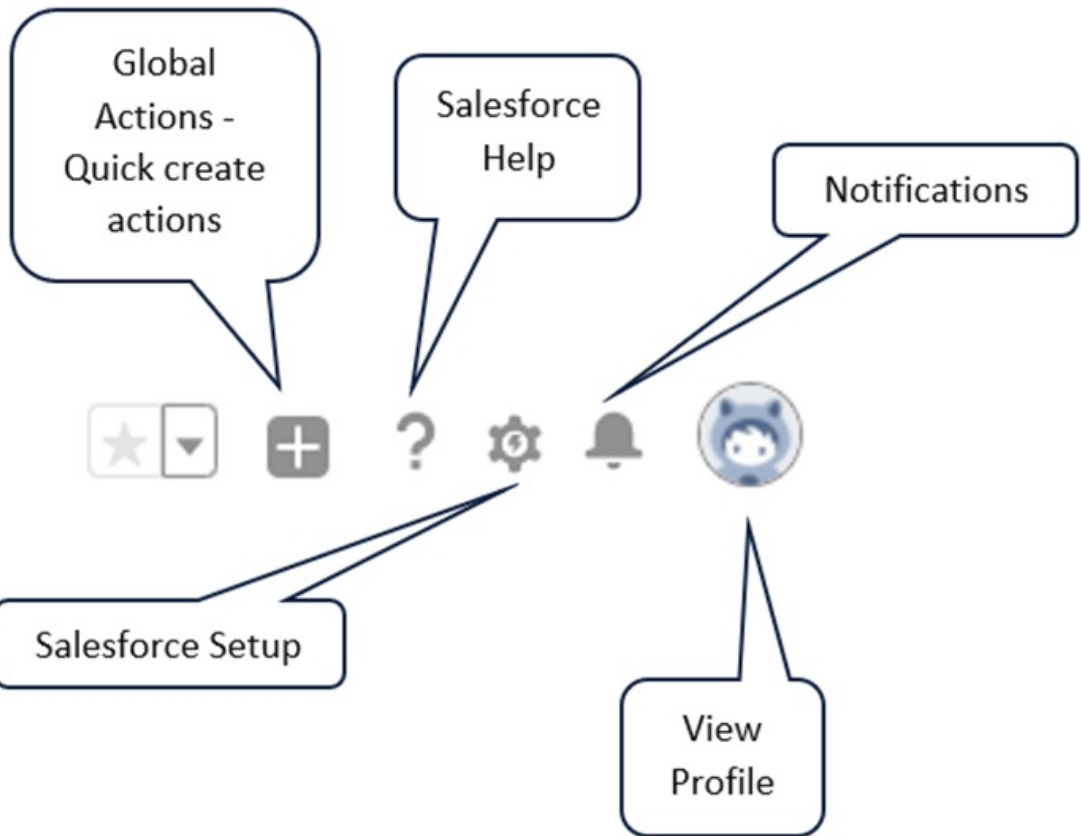 Global
Actions -
Quick create
actions
Salesforce
Help
Notifications
Salesforce Setup
View
Profile